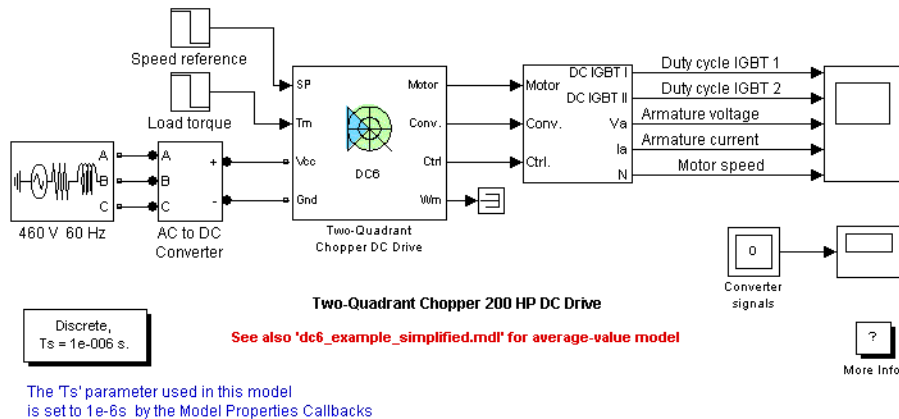 Speed reference
Load torque
SP
Tm
Vcc
Gnd
Motor
Conv.
Ctrl
Wm
DC6
Two-Quadrant
Chopper DC Drive
A
B
C
460 V  60 Hz
A
B
C
+
-
AC to DC
Converter
Motor
Conv.
Ctrl.
DC IGBT I
DC IGBT II
Va
Ia
N
Duty cycle IGBT 1
Duty cycle IGBT 2
Armature voltage
Armature current
Motor speed
0
Converter
signals
Two-Quadrant Chopper 200 HP DC Drive
See also 'dc6_example_simplified.mdl' for average-value model
Discrete,
Ts = 1e-006 s.
?
More Info
The 'Ts' parameter used in this model
is set to 1e-6s  by the Model Properties Callbacks